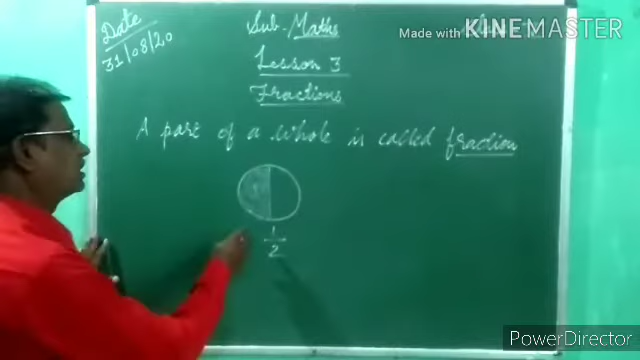 Date
31/08/20
Sub-Maths
Lesson 3
Fractions
A part of a whole is called fraction
1
2
Made with KINEMASTER
PowerDirector